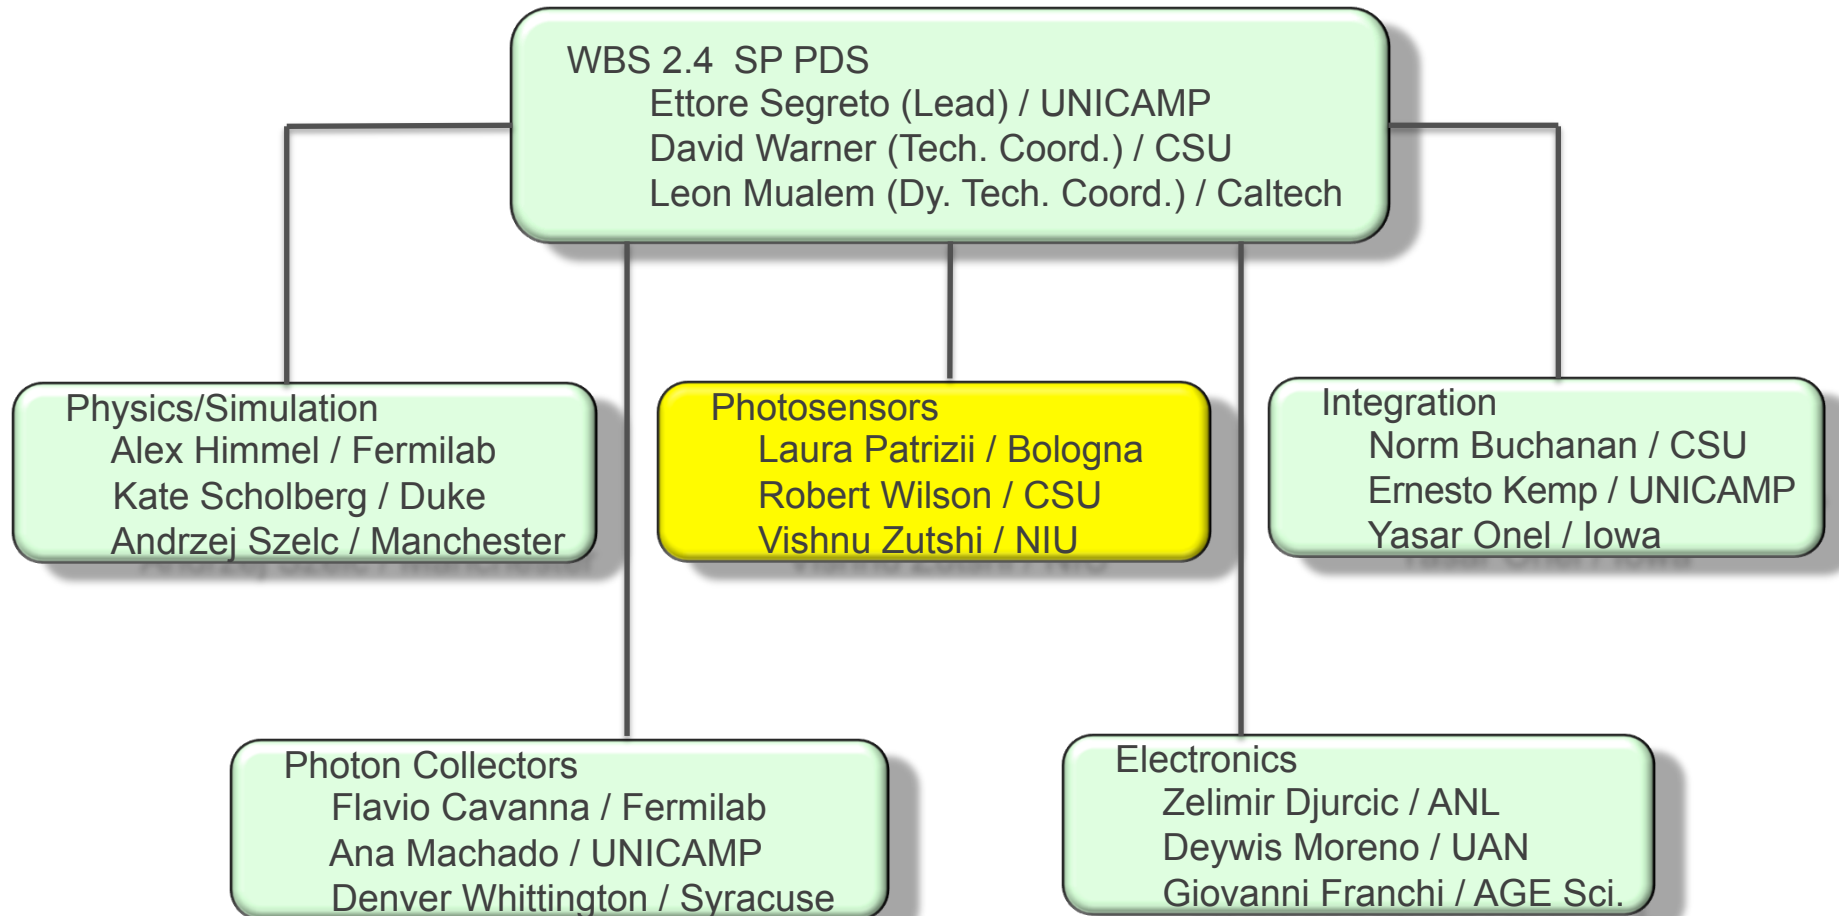 WBS 2.4 SP PDS
Ettore Segreto (Lead) / UNICAMP
David Warner (Tech. Coord.) / CSU
Leon Mualem (Dy. Tech. Coord.) / Caltech
Physics/Simulation
Alex Himmel / Fermilab
Kate Scholberg / Duke
Andrzej Szelc / Manchester
Photosensors
Laura Patrizii / Bologna
Robert Wilson / CSU
Vishnu Zutshi / NIU
Integration
Norm Buchanan / CSU
Ernesto Kemp / UNICAMP
Yasar Onel / Iowa
Photon Collectors
Flavio Cavanna / Fermilab
Ana Machado / UNICAMP
Denver Whittington / Syracuse
Electronics
Zelimir Djurcic / ANL
Deywis Moreno / UAN
Giovanni Franchi / AGE Sci.